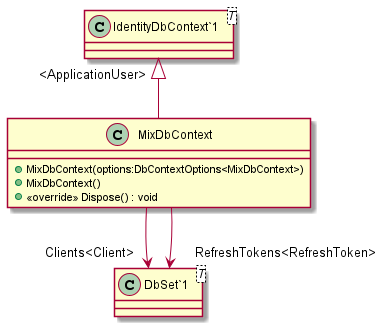 C IdentityDbContext`1 T
<ApplicationUser>
C MixDbContext
MixDbContext(options:DbContextOptions<MixDbContext>)
MixDbContext()
«override» Dispose() : void
Clients<Client> RefreshTokens<RefreshToken>
C DbSet`1 T